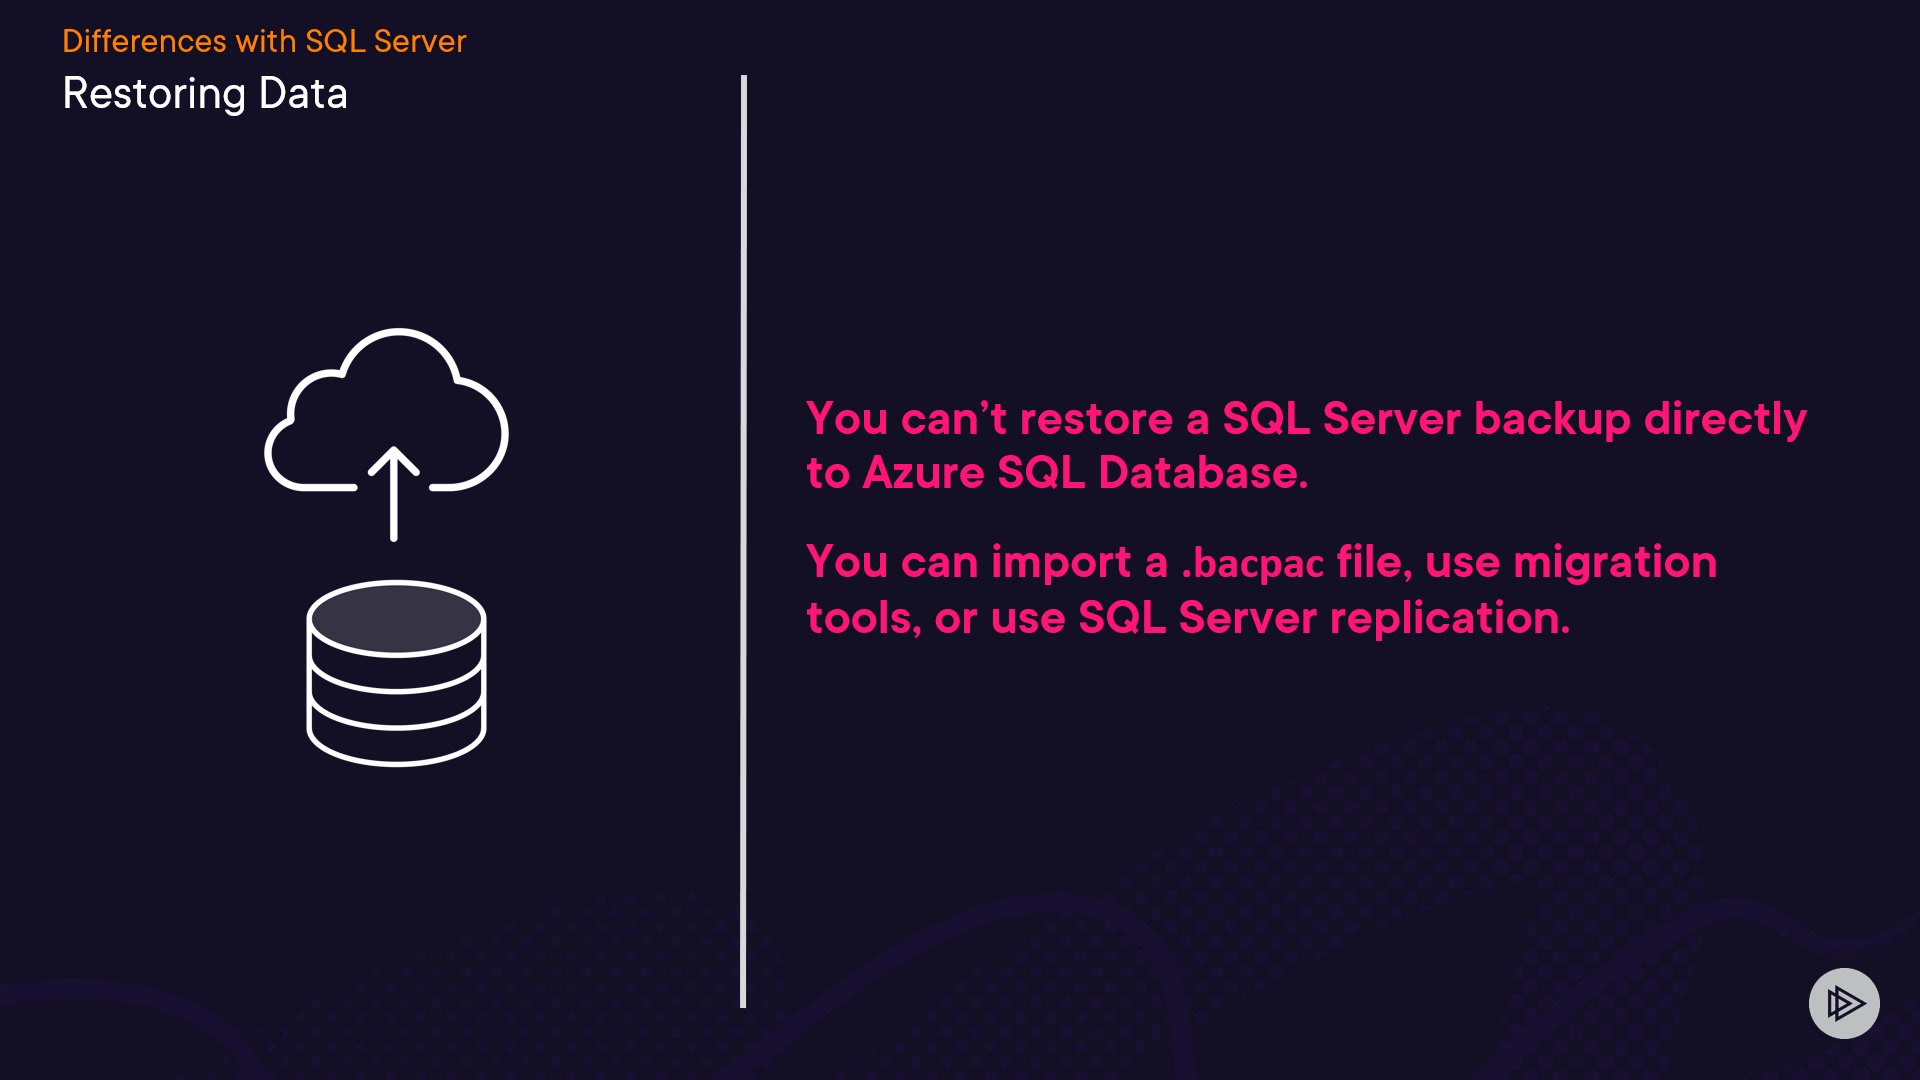 Differences with SQL Server
Restoring Data
You can’t restore a SQL Server backup directly
to Azure SQL Database.
You can import a .bacpac file, use migration
tools, or use SQL Server replication.